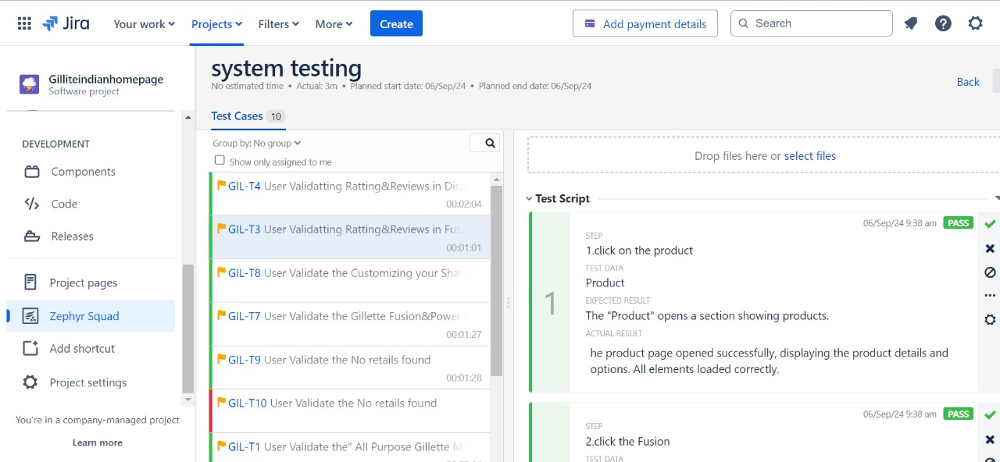 Jira
Your work
Projects
Filters
More
Create
Add payment details
Search
Gilliteindianhomepage
Software project
DEVELOPMENT
Components
Code
Releases
Project pages
Zephyr Squad
Add shortcut
Project settings
You're in a company-managed project
Learn more
system testing
No estimated time • Actual: 3m • Planned start date: 06/Sep/24 • Planned end date: 06/Sep/24
Back
Test Cases 10
Group by: No group
Show only assigned to me
GIL-T4 User Validatting Ratting&Reviews in Disp
00:02:04
GIL-T3 User Validatting Ratting&Reviews in Fus
00:01:01
GIL-T8 User Validate the Customizing your Shav
GIL-T7 User Validate the Gillette Fusion&Power
00:01:27
GIL-T9 User Validate the No retails found
00:01:28
GIL-T10 User Validate the No retails found
GIL-T1 User Validate the" All Purpose Gillette M
Drop files here or select files
Test Script
06/Sep/24 9:38 am PASS
1
STEP
1.click on the product
TEST DATA
Product
EXPECTED RESULT
The "Product" opens a section showing products.
ACTUAL RESULT
he product page opened successfully, displaying the product details and
options. All elements loaded correctly.
06/Sep/24 9:38 am PASS
STEP
2.click the Fusion
TEST DATA